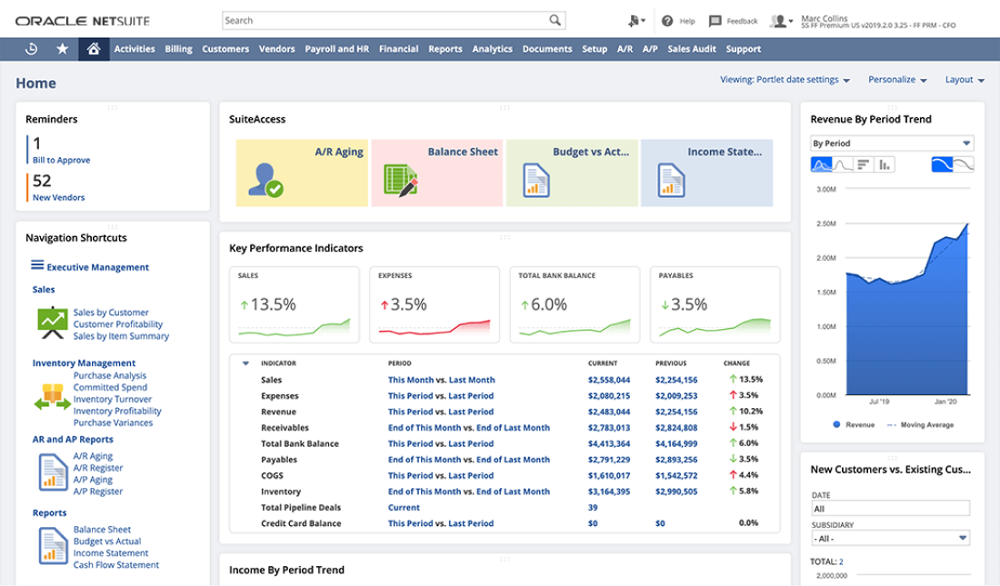 ORACLE NETSUITE
Search
Help
Feedback
Marc Collins
SS FF Premium US v2019.2.0 3.25 - FF PRM - CFO
Activities Billing Customers Vendors Payroll and HR Financial Reports Analytics Documents Setup A/R A/P Sales Audit Support
Home
Viewing: Portlet date settings Personalize Layout
Reminders
1
Bill to Approve
52
New Vendors
Navigation Shortcuts
Executive Management
Sales
Sales by Customer
Customer Profitability
Sales by Item Summary
Inventory Management
Purchase Analysis
Committed Spend
Inventory Turnover
Inventory Profitability
Purchase Variances
AR and AP Reports
A/R Aging
A/R Register
A/P Aging
A/P Register
Reports
Balance Sheet
Budget vs Actual
Income Statement
Cash Flow Statement
SuiteAccess
A/R Aging
Balance Sheet
Budget vs Act...
Income State...
Key Performance Indicators
SALES
13.5%
EXPENSES
3.5%
TOTAL BANK BALANCE
6.0%
PAYABLES
3.5%
INDICATOR PERIOD CURRENT PREVIOUS CHANGE
Sales This Month vs. Last Month $2,558,044 $2,254,156 13.5%
Expenses This Period vs. Last Period $2,080,215 $2,009,253 3.5%
Revenue This Period vs. Last Period $2,483,044 $2,254,156 10.2%
Receivables End of This Month vs. End of Last Month $2,783,013 $2,824,808 1.5%
Total Bank Balance This Period vs. Last Period $4,413,364 $4,164,999 6.0%
Payables End of This Month vs. End of Last Month $2,791,229 $2,893,256 3.5%
COGS This Period vs. Last Period $1,610,017 $1,542,572 4.4%
Inventory End of This Month vs. End of Last Month $3,164,395 $2,990,505 5.8%
Total Pipeline Deals Current 39
Credit Card Balance This Period vs. Last Period $0 $0 0.0%
Income By Period Trend
Revenue By Period Trend
By Period
3.00M
2.50M
2.00M
1.50M
1.00M
0.50M
0.00M
Jul '19 Jan '20
Revenue Moving Average
New Customers vs. Existing Cus...
DATE
All
SUBSIDIARY
- All -
TOTAL: 2
2,000,000